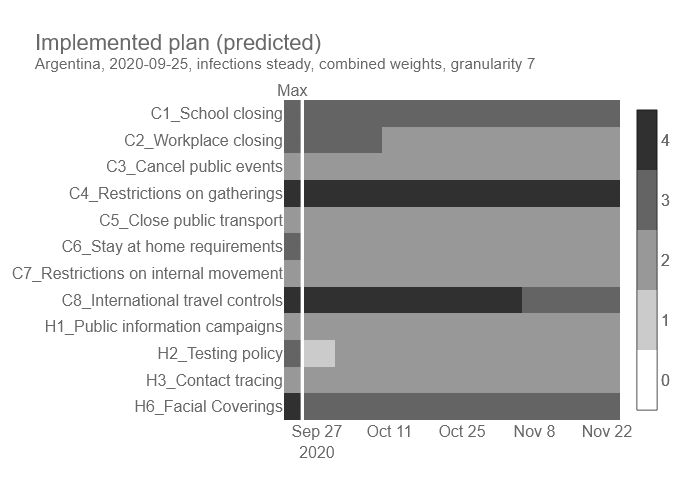 Implemented plan (predicted)
Argentina, 2020-09-25, infections steady, combined weights, granularity 7
Max
C1_School closing
C2_Workplace closing
C3_Cancel public events
C4_Restrictions on gatherings
C5_Close public transport
C6_Stay at home requirements
C7_Restrictions on internal movement
C8_International travel controls
H1_Public information campaigns
H2_Testing policy
H3_Contact tracing
H6_Facial Coverings
4
3
2
1
0
Sep 27 Oct 11 Oct 25 Nov 8 Nov 22
2020